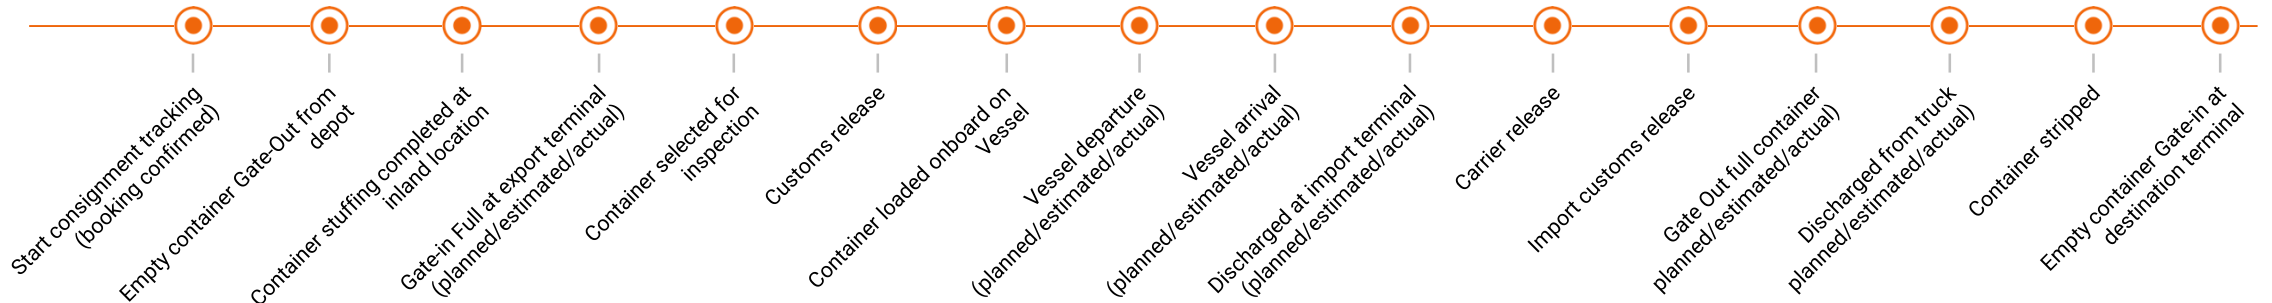 Start consignment tracking
(booking confirmed)
Empty container Gate-Out from
depot
Container stuffing completed at
inland location
Gate-in Full at export terminal
(planned/estimated/actual)
Container selected for
inspection
Customs release
Container loaded onboard on
Vessel
Vessel departure
(planned/estimated/actual)
Vessel arrival
(planned/estimated/actual)
Discharged at import terminal
(planned/estimated/actual)
Carrier release
Import customs release
Gate Out full container
planned/estimated/actual)
Discharged from truck
planned/estimated/actual)
Container stripped
Empty container Gate-in at
destination terminal